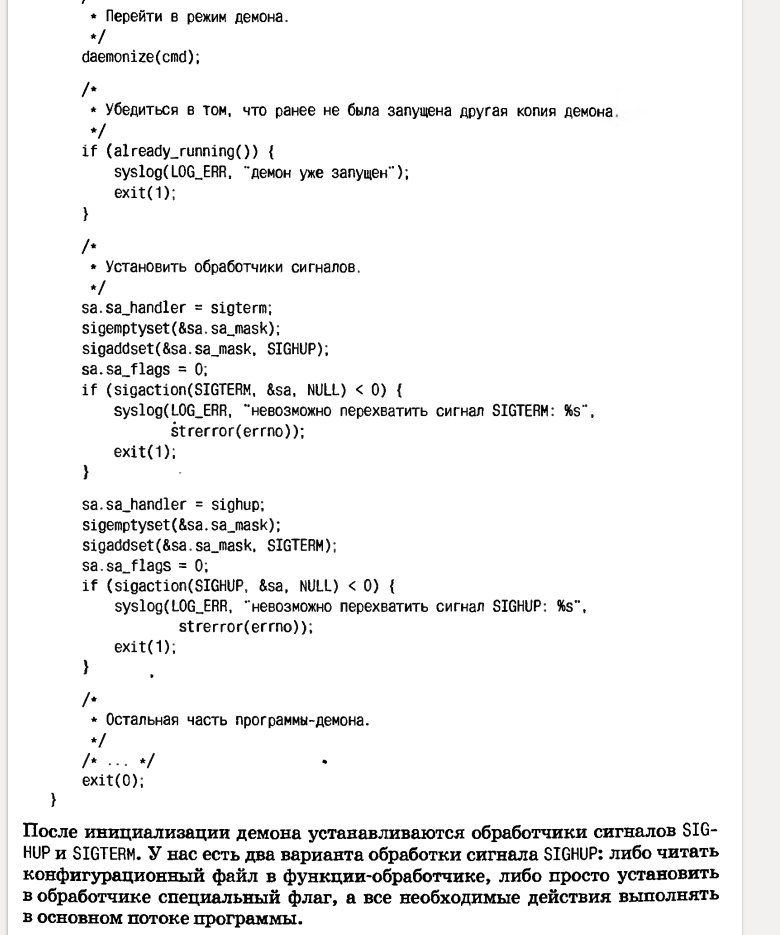 * Перейти в режим демона.
*/
daemonize(cmd);
/*
* Убедиться в том, что ранее не была запущена другая копия демона.
*/
if (already_running()) {
syslog(LOG_ERR, "демон уже запущен");
exit(1);
}
/*
* Установить обработчики сигналов.
*/
sa.sa_handler = sigterm;
sigemptyset(&sa.sa_mask);
sigaddset(&sa.sa_mask, SIGHUP);
sa.sa_flags = 0;
if (sigaction(SIGTERM, &sa, NULL) < 0) {
syslog(LOG_ERR, "невозможно перехватить сигнал SIGTERM: %s",
strerror(errno));
exit(1);
}
sa.sa_handler = sighup;
sigemptyset(&sa.sa_mask);
sigaddset(&sa.sa_mask, SIGTERM);
sa.sa_flags = 0;
if (sigaction(SIGHUP, &sa, NULL) < 0) {
syslog(LOG_ERR, "невозможно перехватить сигнал SIGHUP: %s",
strerror(errno));
exit(1);
}
/*
* Остальная часть программы-демона.
*/
/* ... */
exit(0);
}
После инициализации демона устанавливаются обработчики сигналов SIG-
HUP и SIGTERM. У нас есть два варианта обработки сигнала SIGHUP: либо читать
конфигурационный файл в функции-обработчике, либо просто установить
в обработчике специальный флаг, а все необходимые действия выполнять
в основном потоке программы.